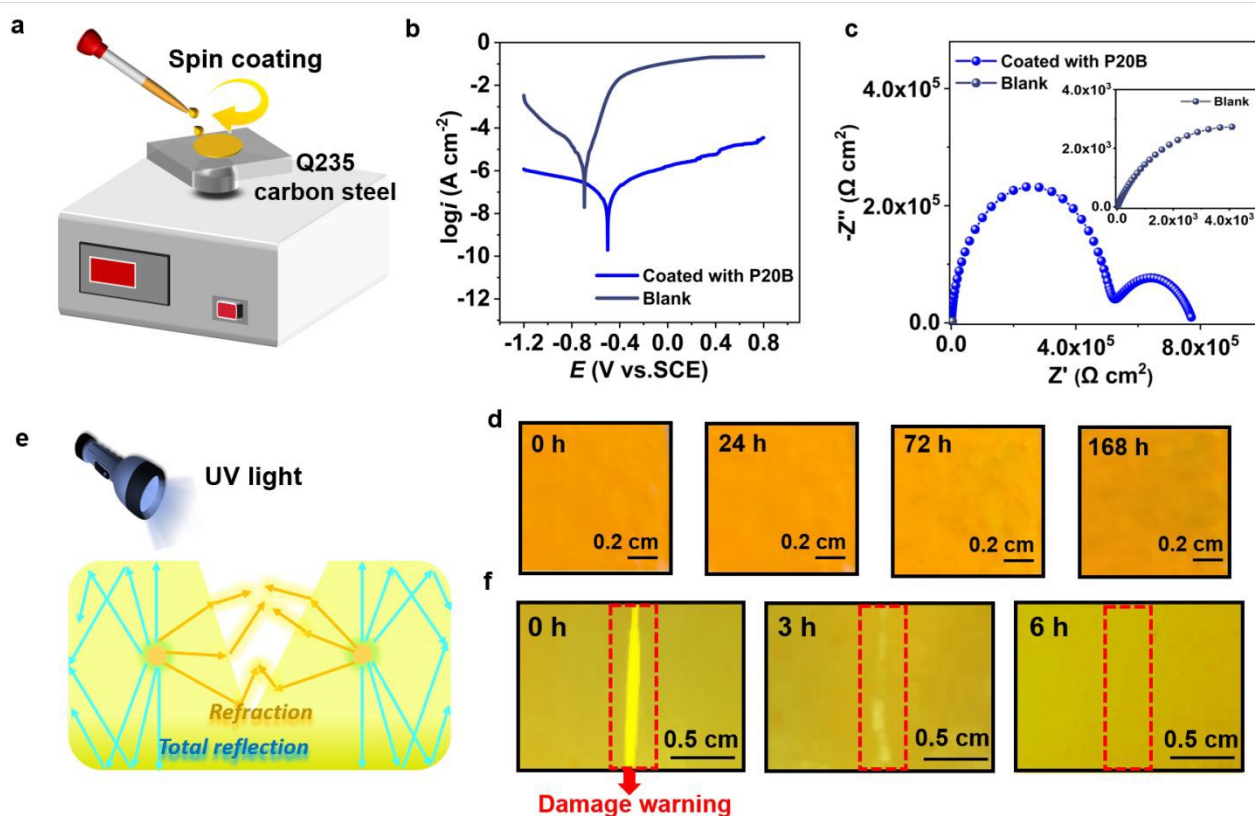 a
Spin coating
Q235
carbon steel
b
0
-2
-4
-6
-8
-10
-12
logi (A cm⁻²)
Coated with P20B
Blank
-1.2 -0.8 -0.4 0.0 0.4 0.8
E (V vs.SCE)
c
Coated with P20B
Blank
4.0x10⁵
2.0x10⁵
0.0
-Z'' (Ω cm²)
4.0x10³
2.0x10³
0.0
Blank
0.0 2.0x10³ 4.0x10³
0.0 4.0x10⁵ 8.0x10⁵
Z' (Ω cm²)
d
0 h
0.2 cm
24 h
0.2 cm
72 h
0.2 cm
168 h
0.2 cm
e
UV light
Refraction
Total reflection
f
0 h
0.5 cm
Damage warning
3 h
0.5 cm
6 h
0.5 cm